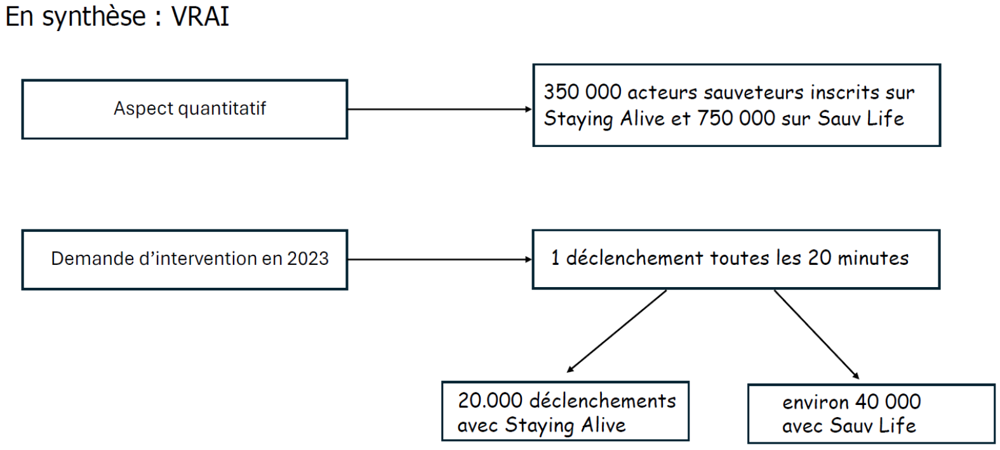 En synthèse : VRAI
Aspect quantitatif
350 000 acteurs sauveteurs inscrits sur
Staying Alive et 750 000 sur Sauv Life
Demande d’intervention en 2023
1 déclenchement toutes les 20 minutes
20.000 déclenchements
avec Staying Alive
environ 40 000
avec Sauv Life